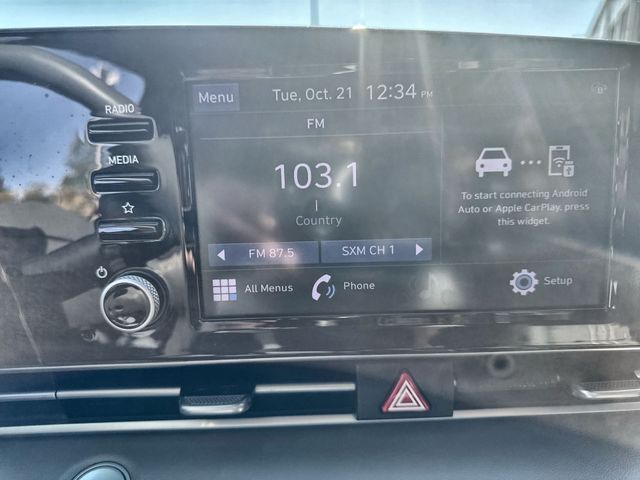 RADIO
MEDIA
Menu
Tue, Oct. 21 12:34 PM
FM
103.1
Country
FM 87.5
SXM CH 1
To start connecting Android
Auto or Apple CarPlay, press
this widget.
All Menus
Phone
Setup